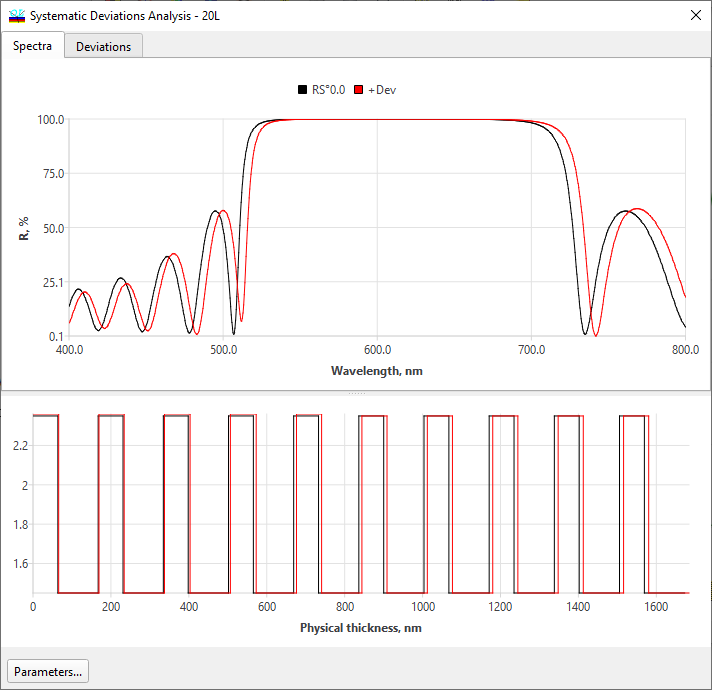 Systematic Deviations Analysis - 20L
Spectra
Deviations
RS°0.0
+Dev
100.0
75.0
50.0
25.1
0.1
R, %
400.0
500.0
600.0
700.0
800.0
Wavelength, nm
2.2
2
1.8
1.6
0
200
400
600
800
1000
1200
1400
1600
Physical thickness, nm
Parameters...